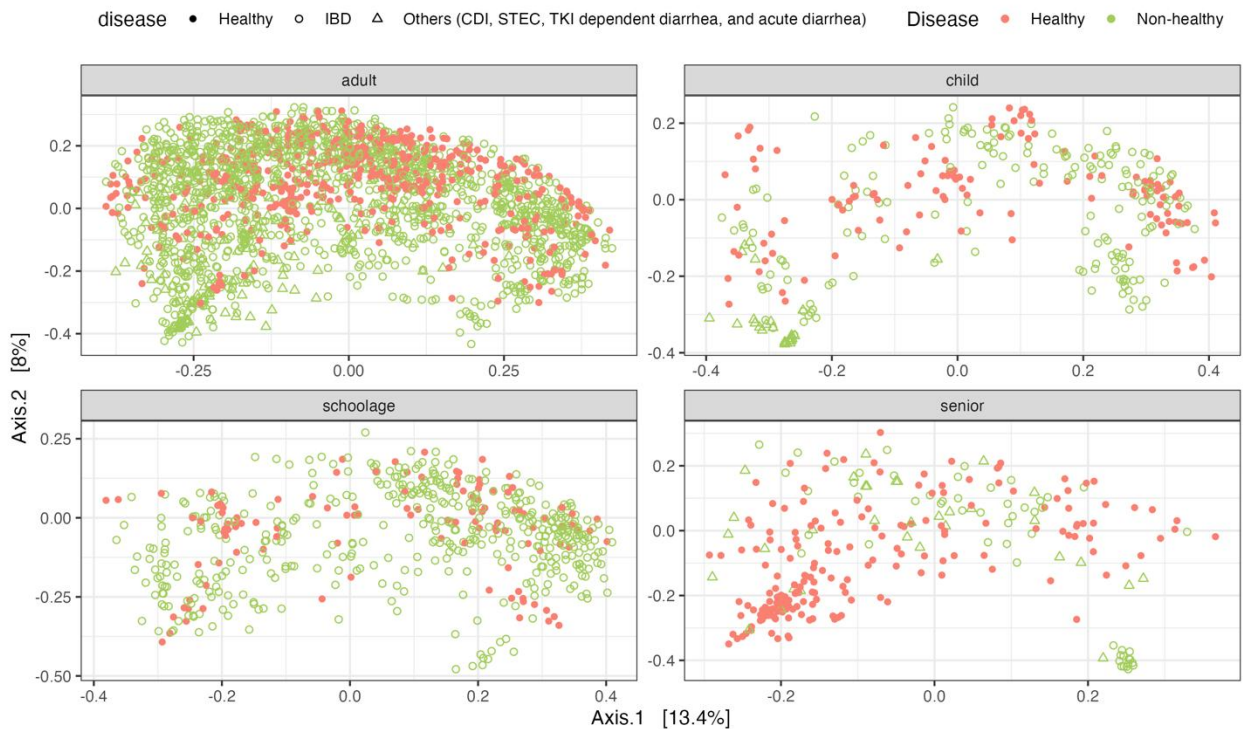 disease Healthy IBD Others (CDI, STEC, TKI dependent diarrhea, and acute diarrhea) Disease Healthy Non-healthy
adult child
0.2
0.0
-0.2
-0.4
-0.25 0.00 0.25
0.2
0.0
-0.2
-0.4
-0.4 -0.2 0.0 0.2 0.4
Axis.2 [8%]
schoolage senior
0.25
0.00
-0.25
-0.50
-0.4 -0.2 0.0 0.2 0.4
0.2
0.0
-0.2
-0.4
-0.2 0.0 0.2
Axis.1 [13.4%]